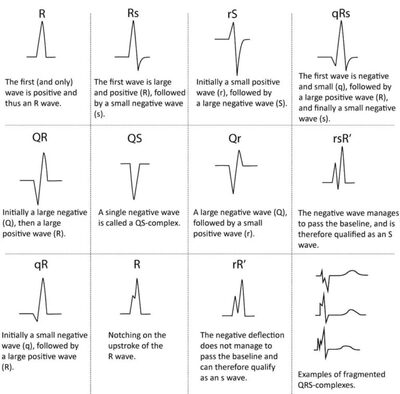 R
The first (and only)
wave is positive and
thus an R wave.
Rs
The first wave is large
and positive (R), followed
by a small negative wave
(s).
rS
Initially a small positive
wave (r), followed by
a large negative wave (S).
qRs
The first wave is negative
and small (q), followed by
a large positive wave (R),
and finally a small negative
wave (s).
QR
Initially a large negative
(Q), then a large
positive wave (R).
QS
A single negative wave
is called a QS-complex.
Qr
A large negative wave (Q),
followed by a small
positive wave (r).
rsR’
The negative wave manages
to pass the baseline, and is
therefore qualified as an S
wave.
qR
Initially a small negative
wave (q), followed by
a large positive wave
(R).
R
Notching on the
upstroke of the
R wave.
rR’
The negative deflection
does not manage to
pass the baseline and
can therefore qualify
as an s wave.
Examples of fragmented
QRS-complexes.